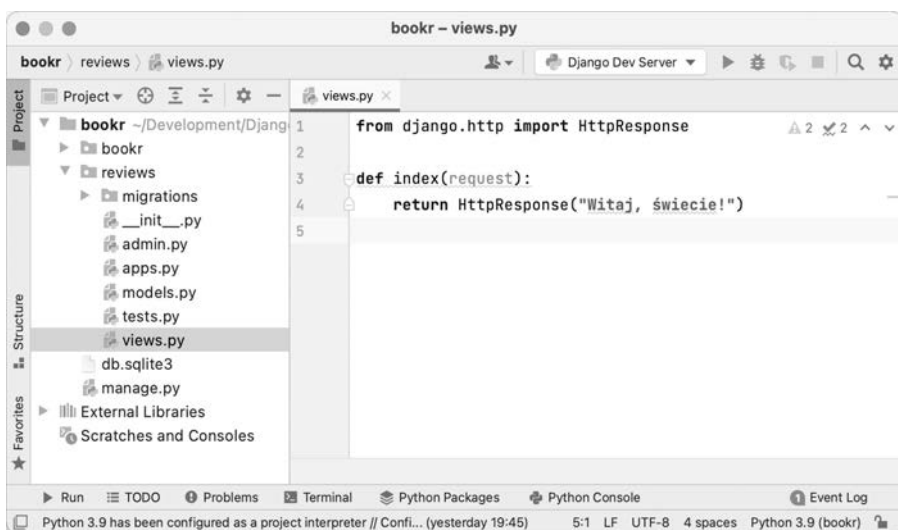 bookr – views.py
bookr reviews views.py
Django Dev Server
Project
Project
views.py
bookr ~/Development/Djang
bookr
reviews
migrations
__init__.py
admin.py
apps.py
models.py
tests.py
views.py
db.sqlite3
manage.py
External Libraries
Scratches and Consoles
Structure
Favorites
1 from django.http import HttpResponse
2
3 def index(request):
4 return HttpResponse("Witaj, świecie!")
5
2 2
Run TODO Problems Terminal Python Packages Python Console Event Log
Python 3.9 has been configured as a project interpreter // Confi... (yesterday 19:45) 5:1 LF UTF-8 4 spaces Python 3.9 (bookr)